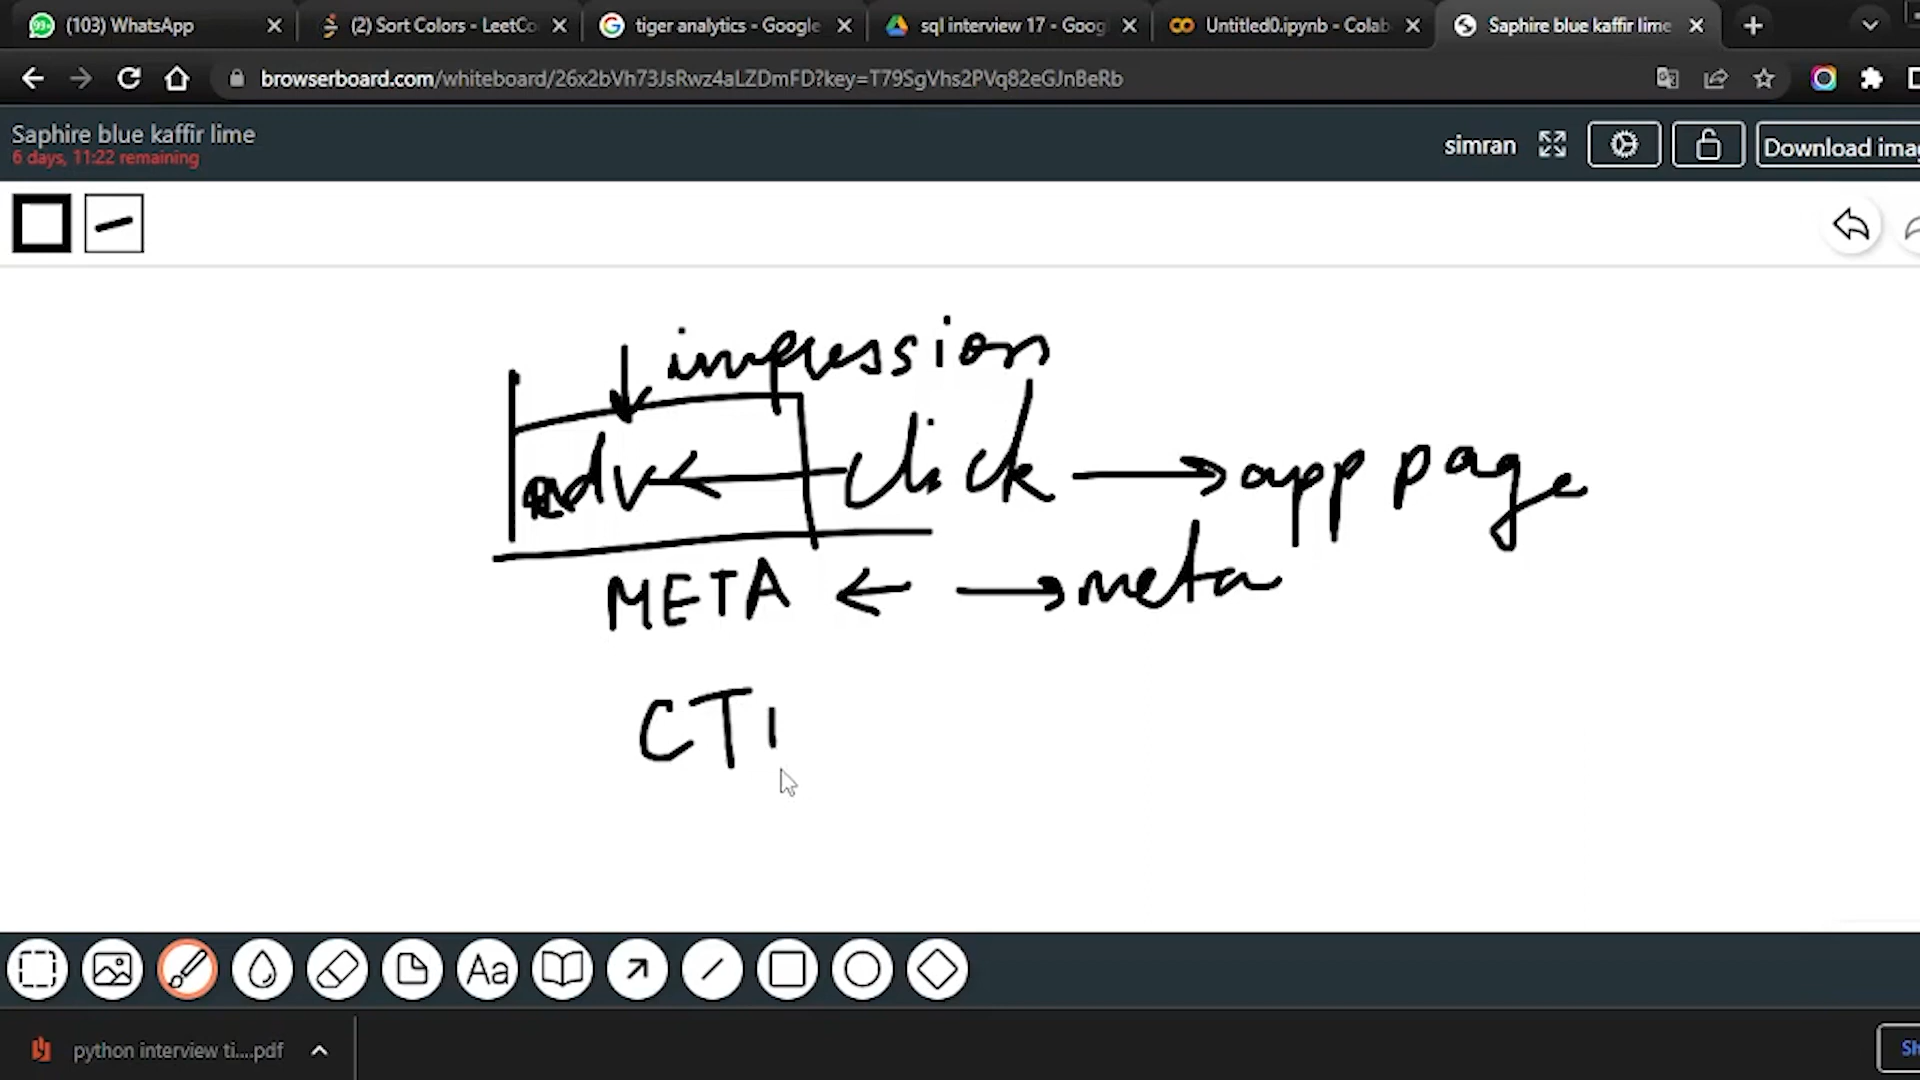 (103) WhatsApp
(2) Sort Colors - LeetCo
tiger analytics - Google
sql interview 17 - Goog
Untitled0.ipynb - Colab
Saphire blue kaffir lime
browserboard.com/whiteboard/26x2bVh73JsRwz4aLZDmFD?key=T79SgVhs2PVq82eGJnBeRb
Saphire blue kaffir lime
6 days, 11:22 remaining
simran
Download imag
impression
adv click app page
META meta
CTI
Aa
python interview ti....pdf
Sh